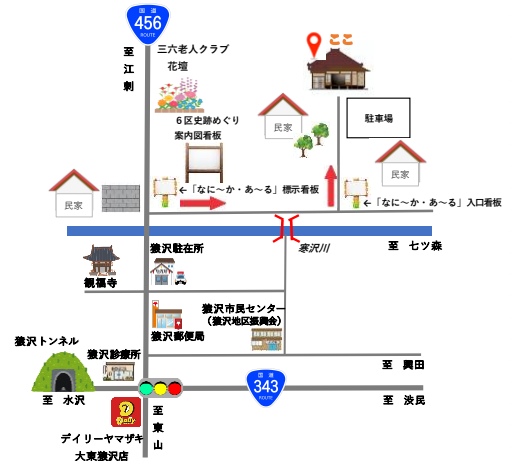 国道
456
ROUTE
至江刺
三六老人クラブ
花壇
ここ
民家
駐車場
6区史跡めぐり
案内図看板
民家
民家
←「なに～か・あ～る」標示看板
←「なに～か・あ～る」入口看板
猿沢駐在所
寒沢川
至 七ツ森
観福寺
猿沢市民センター
（猿沢地区振興会）
猿沢郵便局
猿沢トンネル
猿沢診療所
至 興田
国道
343
ROUTE
至 水沢
至 渋民
至東山
Daily
デイリーヤマザキ
大東猿沢店